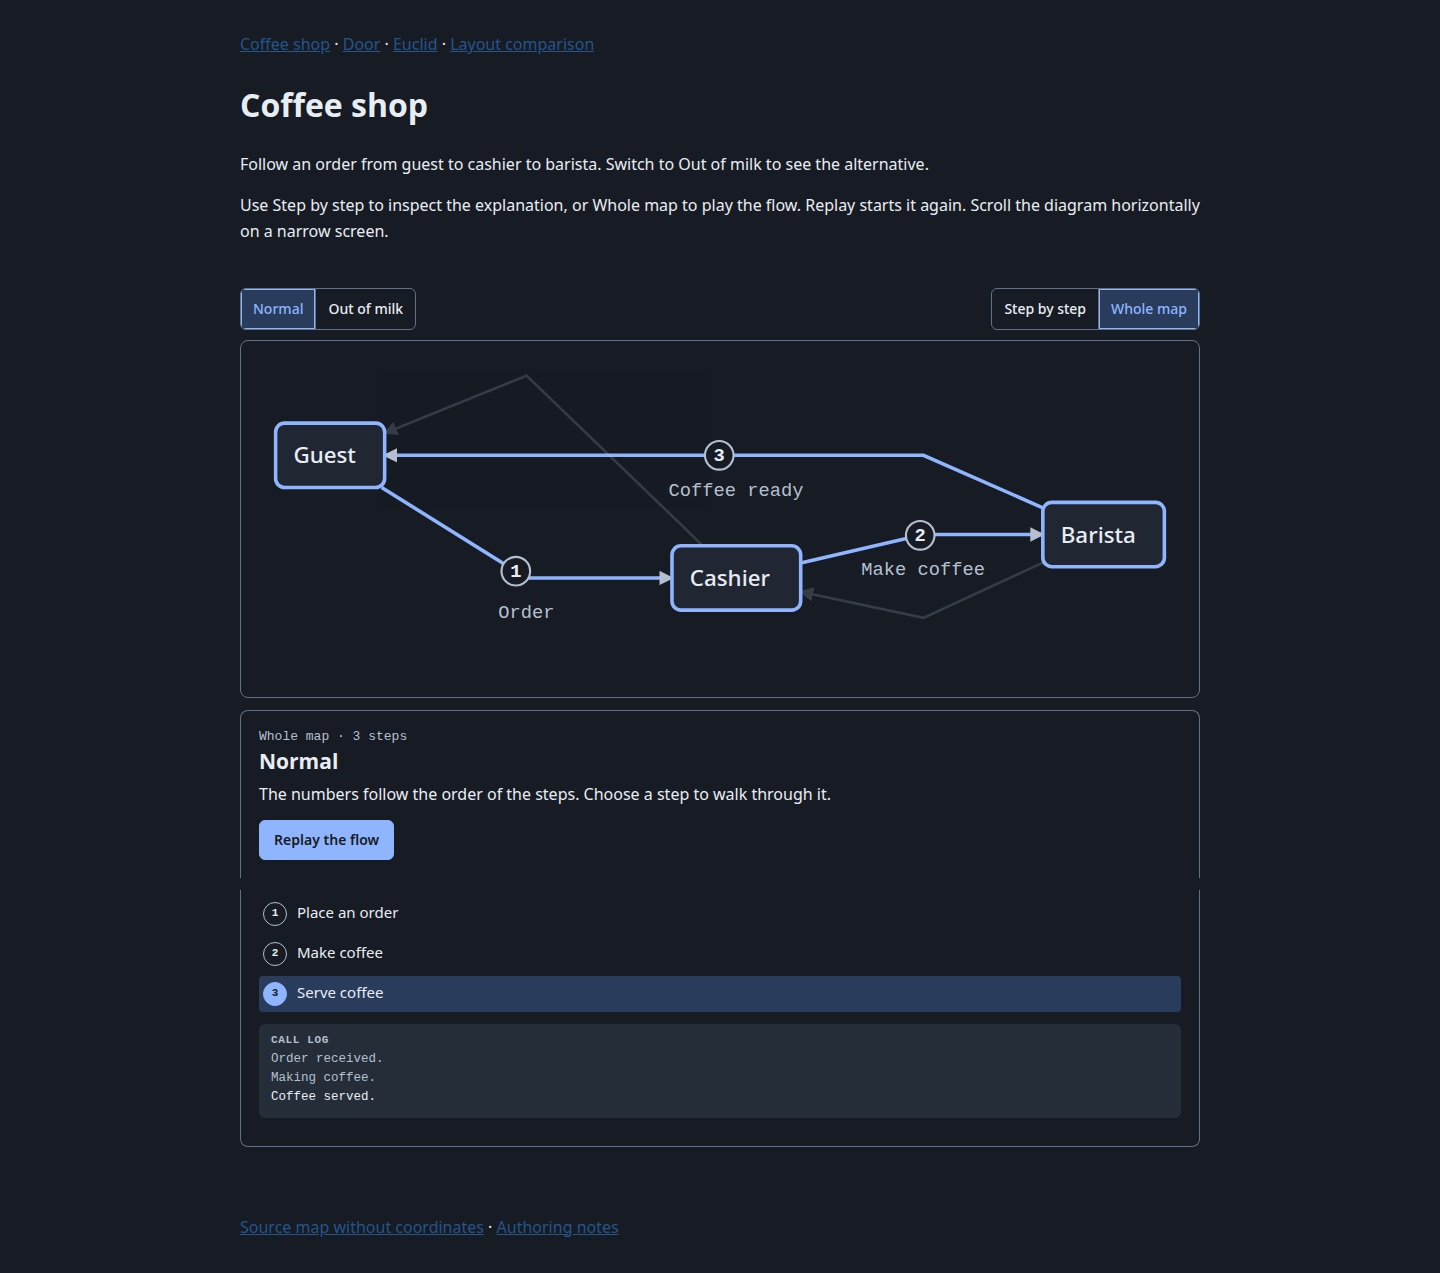 Coffee shop · Door · Euclid · Layout comparison
Coffee shop
Follow an order from guest to cashier to barista. Switch to Out of milk to see the alternative.
Use Step by step to inspect the explanation, or Whole map to play the flow. Replay starts it again. Scroll the diagram horizontally
on a narrow screen.
Normal Out of milk Step by step Whole map
Guest
3
Coffee ready
2
Barista
Make coffee
1
Cashier
Order
Whole map · 3 steps
Normal
The numbers follow the order of the steps. Choose a step to walk through it.
Replay the flow
1 Place an order
2 Make coffee
3 Serve coffee
CALL LOG
Order received.
Making coffee.
Coffee served.
Source map without coordinates · Authoring notes